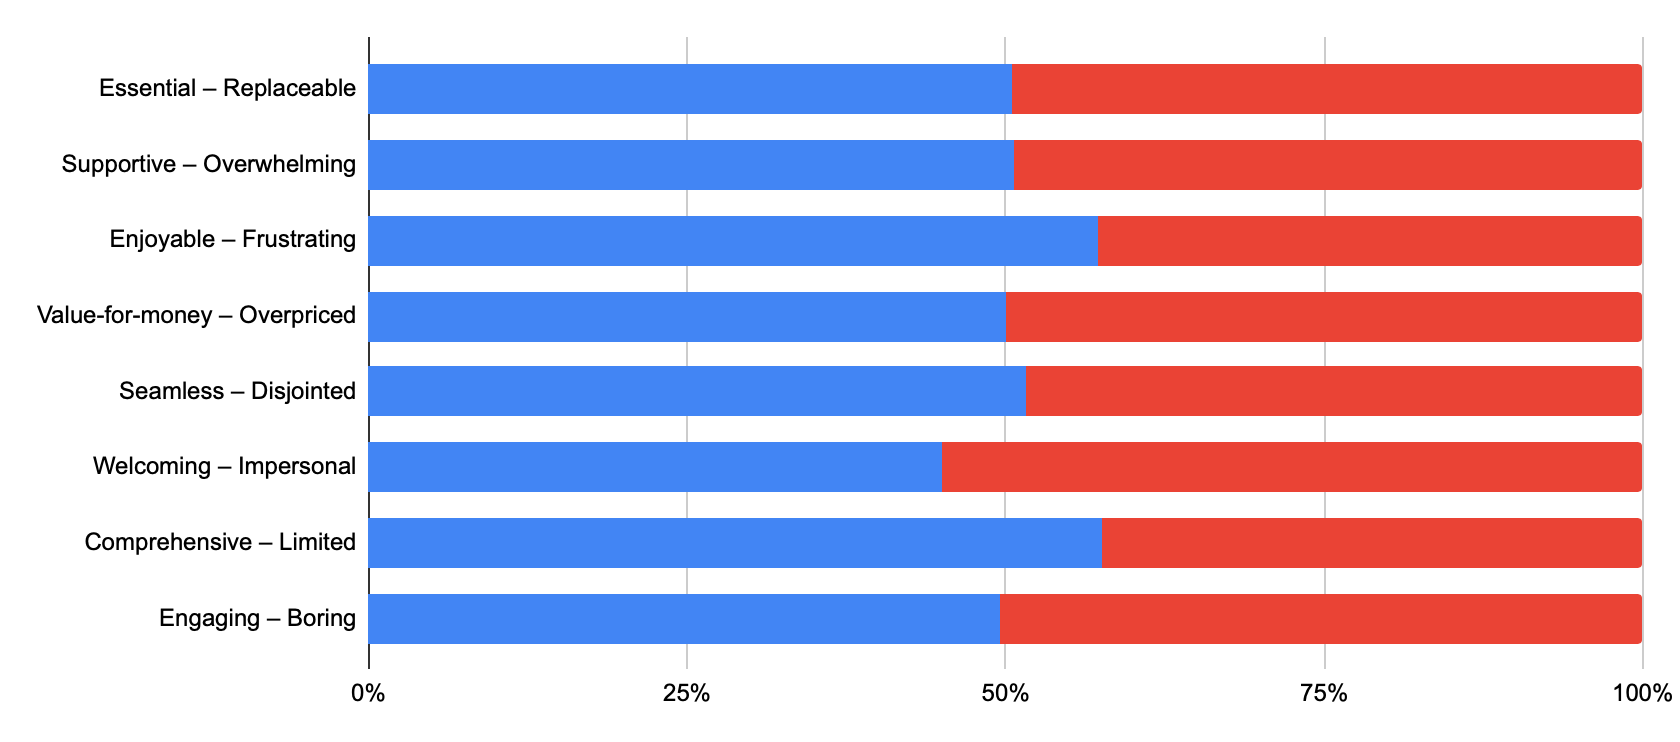 Essential – Replaceable
Supportive – Overwhelming
Enjoyable – Frustrating
Value-for-money – Overpriced
Seamless – Disjointed
Welcoming – Impersonal
Comprehensive – Limited
Engaging – Boring
0% 25% 50% 75% 100%